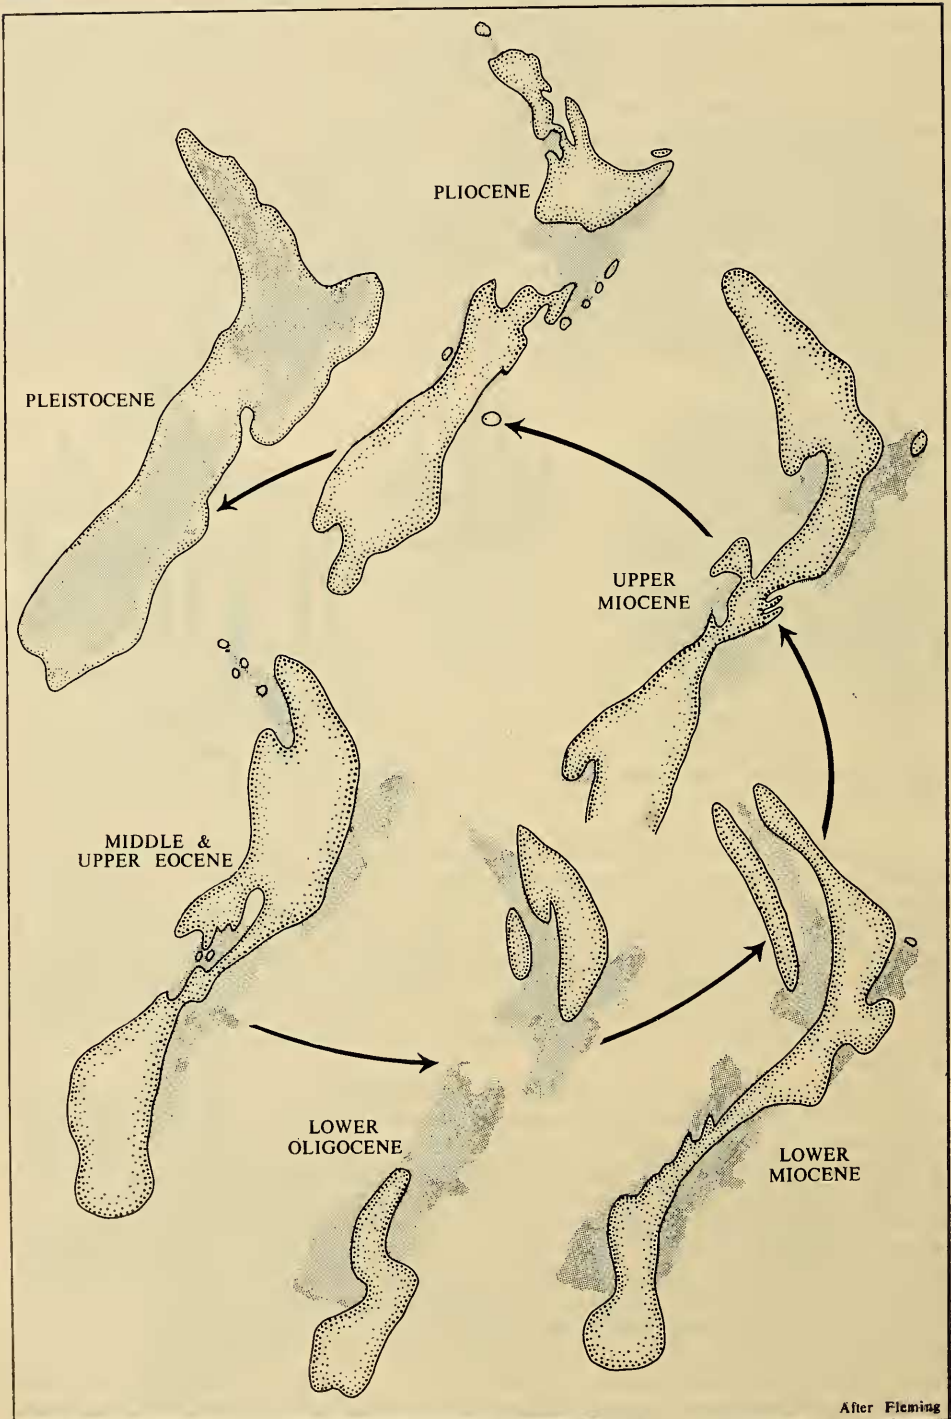 PLIOCENE
PLEISTOCENE
UPPER
MIOCENE
MIDDLE &
UPPER EOCENE
LOWER
OLIGOCENE
LOWER
MIOCENE
After Fleming